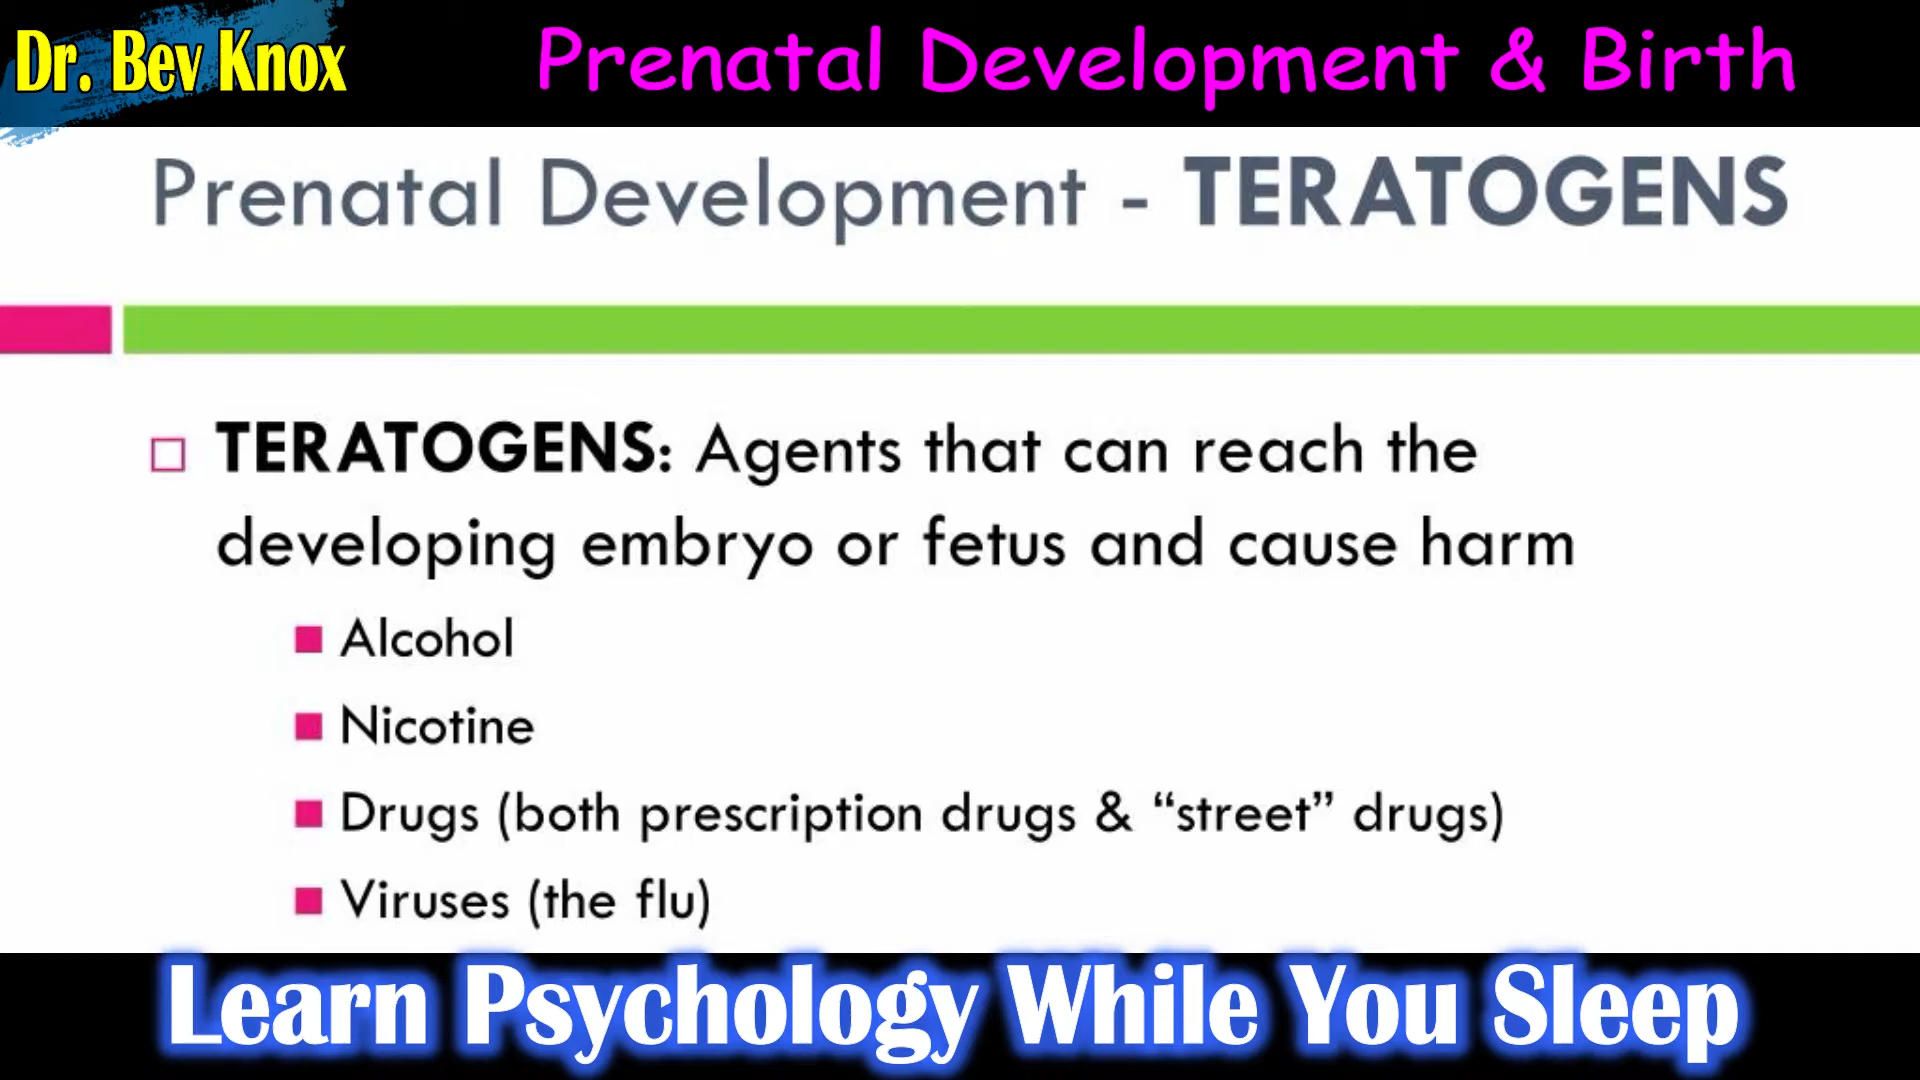 Dr. Bev Knox
Prenatal Development & Birth
Prenatal Development - TERATOGENS
TERATOGENS: Agents that can reach the
developing embryo or fetus and cause harm
Alcohol
Nicotine
Drugs (both prescription drugs & “street” drugs)
Viruses (the flu)
Learn Psychology While You Sleep